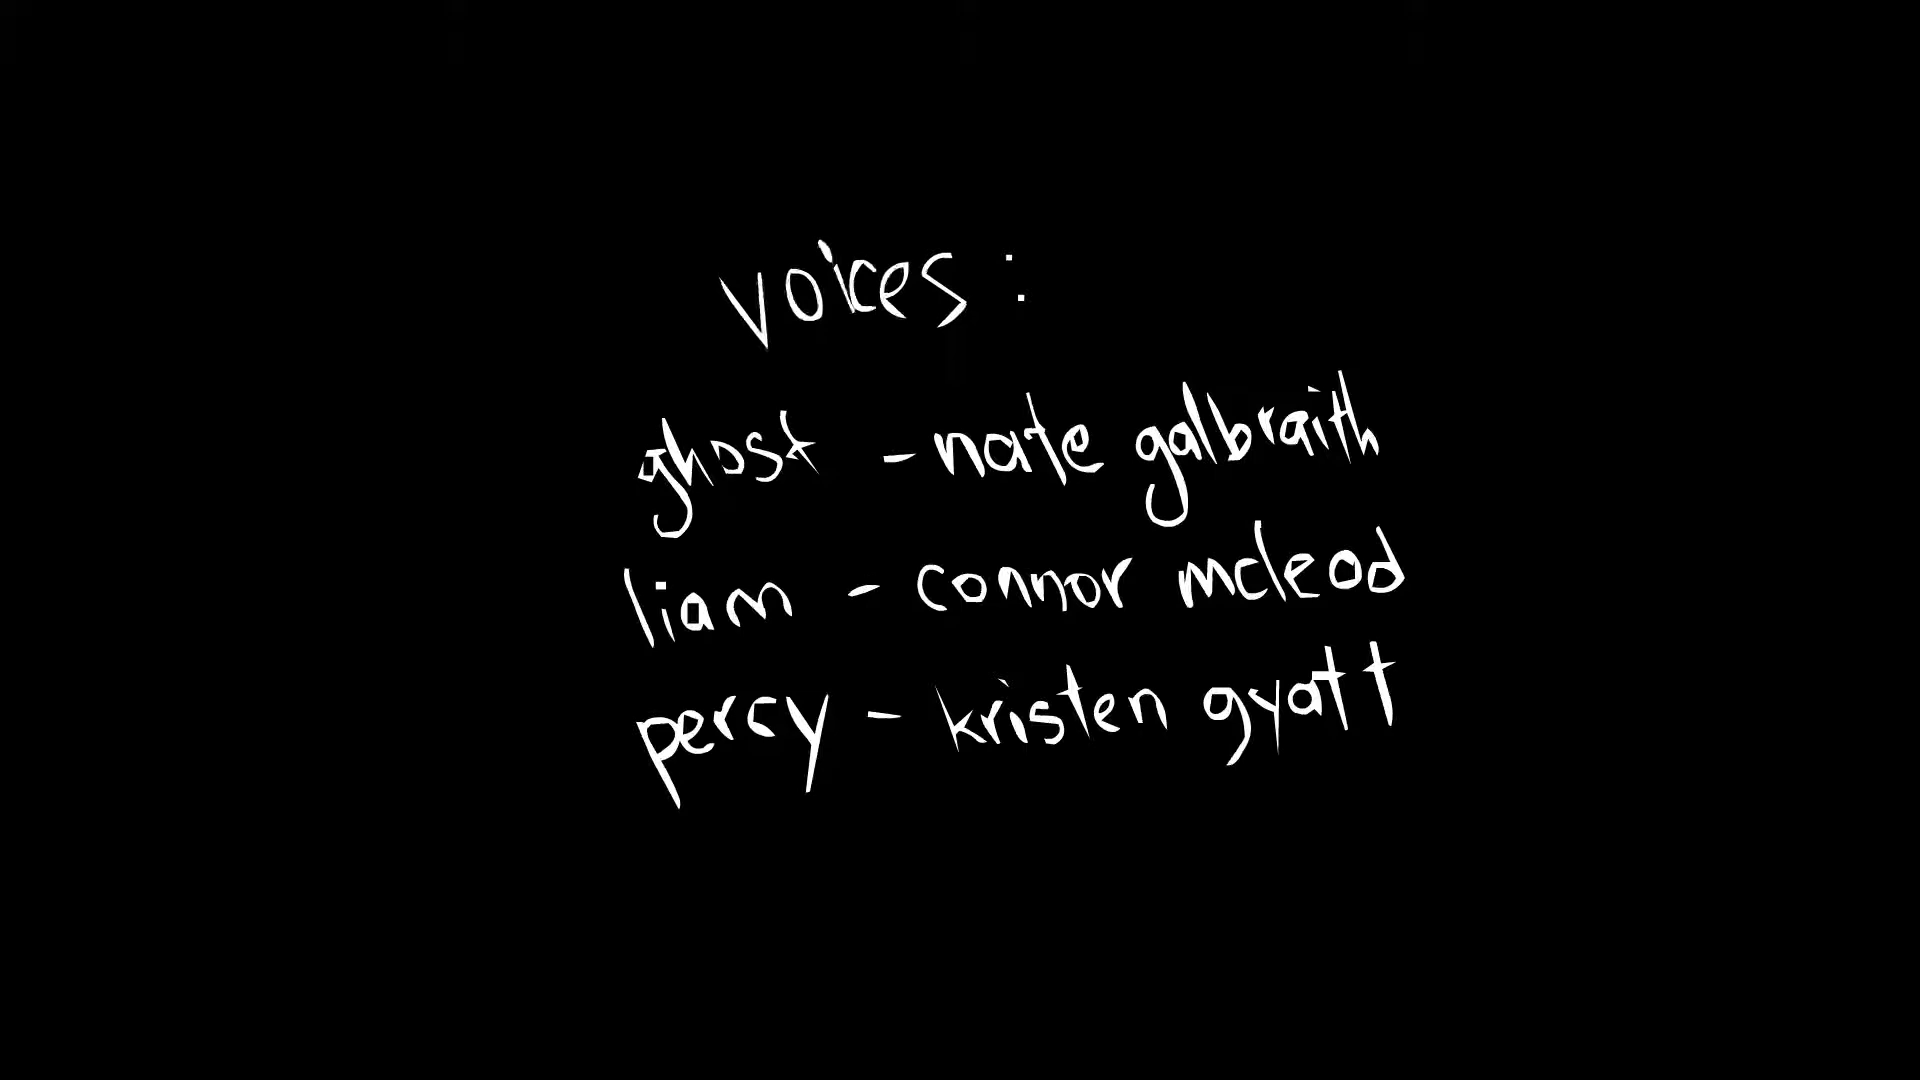 voices:
ghost - nate galbraith
liam - connor mcleod
percy - kristen gyatt